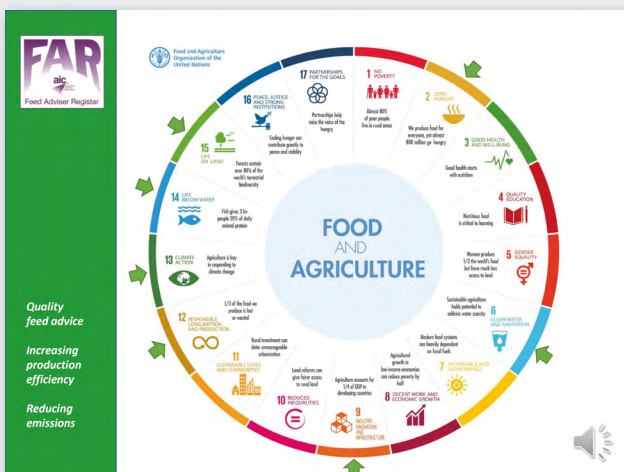 FAR
aic
Feed Adviser Register
Quality
feed advice
Increasing
production
efficiency
Reducing
emissions
FAO
Food and Agriculture
Organization of the
United Nations
FOOD
AND
AGRICULTURE
1 NO
POVERTY
Almost 80%
of poor people
live in rural areas
2 ZERO
HUNGER
We produce food for
everyone, yet almost
800 million go hungry
3 GOOD HEALTH
AND WELL-BEING
Good health starts
with nutrition
4 QUALITY
EDUCATION
Nutritious food
is critical to learning
5 GENDER
EQUALITY
Women produce
1/2 the world's food
but have much less
access to land
6
CLEAN WATER
AND SANITATION
Sustainable agriculture
holds potential to
address water scarcity
7 AFFORDABLE AND
CLEAN ENERGY
Modern food systems
are heavily dependent
on fossil fuels
8 DECENT WORK AND
ECONOMIC GROWTH
Agricultural
growth in
low-income economies
can reduce poverty by
half
9
INDUSTRY,
INNOVATION
AND
INFRASTRUCTURE
Agriculture accounts for
1/4 of GDP in
developing countries
10 REDUCED
INEQUALITIES
Land reforms can
give fairer access
to rural land
11
SUSTAINABLE CITIES
AND COMMUNITIES
Rural investment can
deter unmanageable
urbanization
12 RESPONSIBLE
CONSUMPTION
AND PRODUCTION
1/3 of the food we
produce is lost
or wasted
13 CLIMATE
ACTION
Agriculture is key
in responding to
climate change
14 LIFE
BELOW WATER
Fish gives 3 bn
people 20% of daily
animal protein
15
LIFE
ON LAND
Forests contain
over 80% of the
world's terrestrial
biodiversity
16 PEACE, JUSTICE
AND STRONG
INSTITUTIONS
Ending hunger can
contribute greatly to
peace and stability
17 PARTNERSHIPS
FOR THE GOALS
Partnerships help
raise the voice of the
hungry